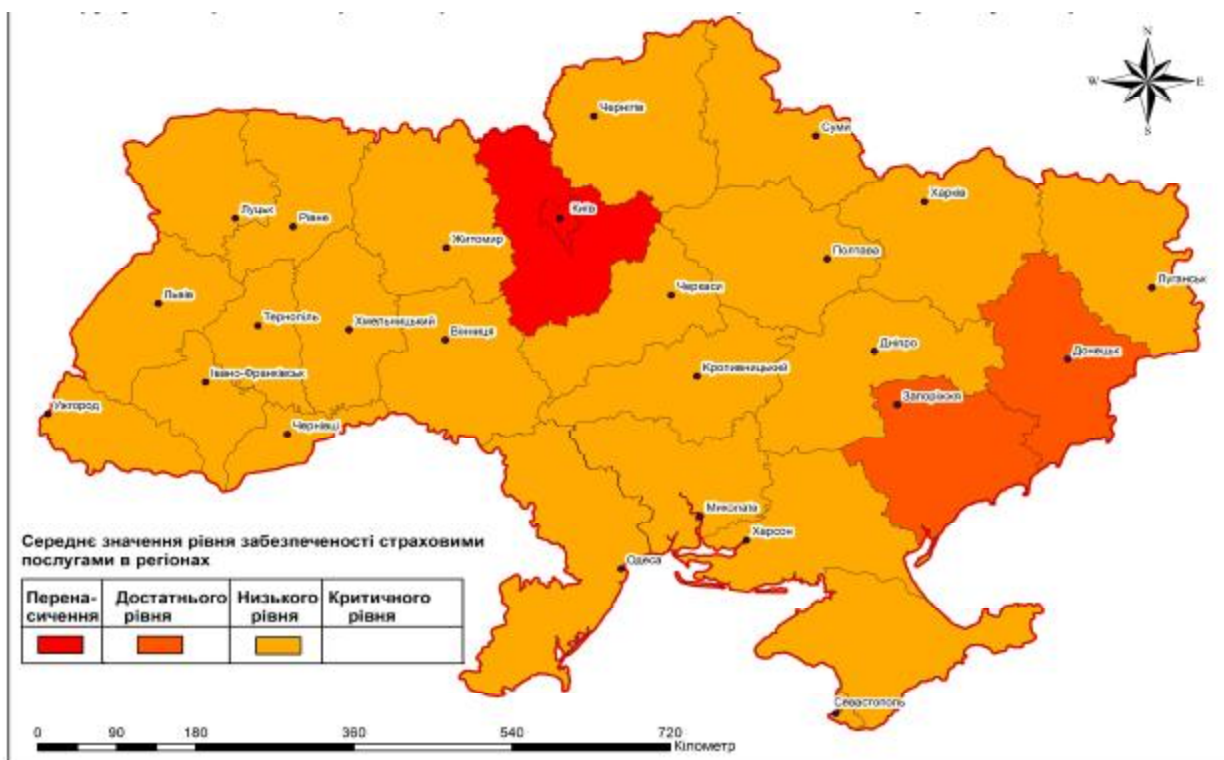 N
W
E
S
Чернігів
Суми
Луцьк
Рівне
Київ
Харків
Житомир
Полтава
Львів
Черкаси
Луганськ
Тернопіль
Хмельницький
Вінниця
Дніпро
Донецьк
Івано-Франківськ
Кропивницький
Запоріжжя
Ужгород
Чернівці
Миколаїв
Херсон
Одеса
Севастополь
Середнє значення рівня забезпеченості страховими
послугами в регіонах
Перена-
сичення
Достатнього
рівня
Низького
рівня
Критичного
рівня
0 90 180 360 540 720
Кілометр